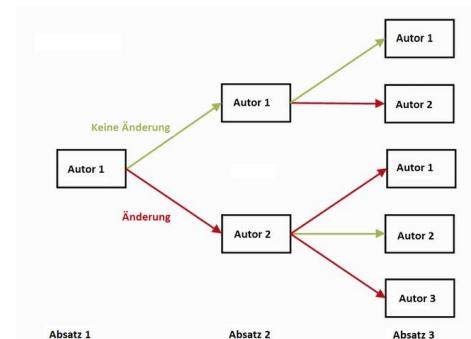 Autor 1
Autor 1
Autor 2
Keine Änderung
Autor 1
Autor 1
Änderung
Autor 2
Autor 2
Autor 3
Absatz 1
Absatz 2
Absatz 3